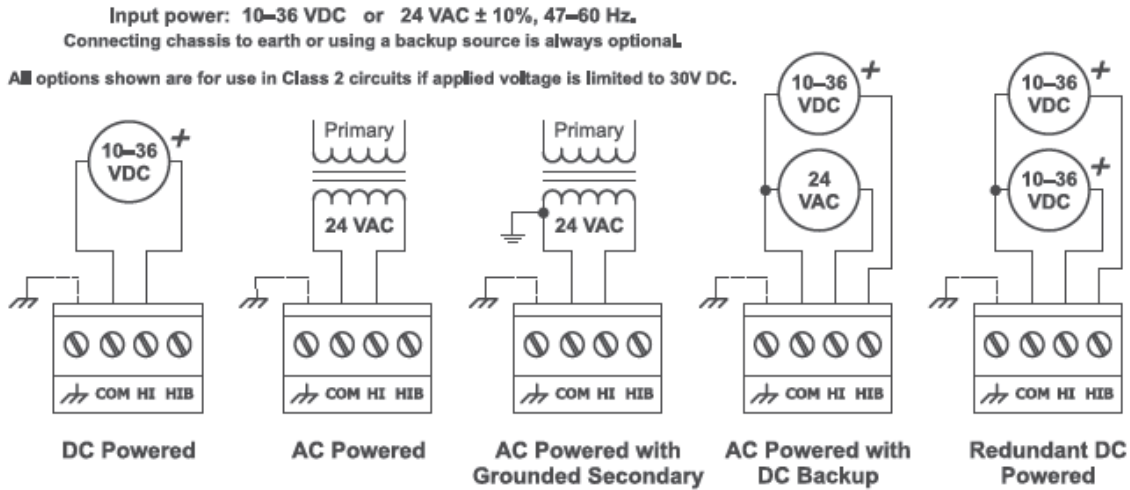 Input power: 10–36 VDC or 24 VAC ± 10%, 47–60 Hz.
Connecting chassis to earth or using a backup source is always optional.
All options shown are for use in Class 2 circuits if applied voltage is limited to 30V DC.
10–36
VDC
+
COM HI HIB
DC Powered
Primary
24 VAC
COM HI HIB
AC Powered
Primary
24 VAC
COM HI HIB
AC Powered with
Grounded Secondary
10–36
VDC
+
24
VAC
COM HI HIB
AC Powered with
DC Backup
10–36
VDC
+
10–36
VDC
+
COM HI HIB
Redundant DC
Powered